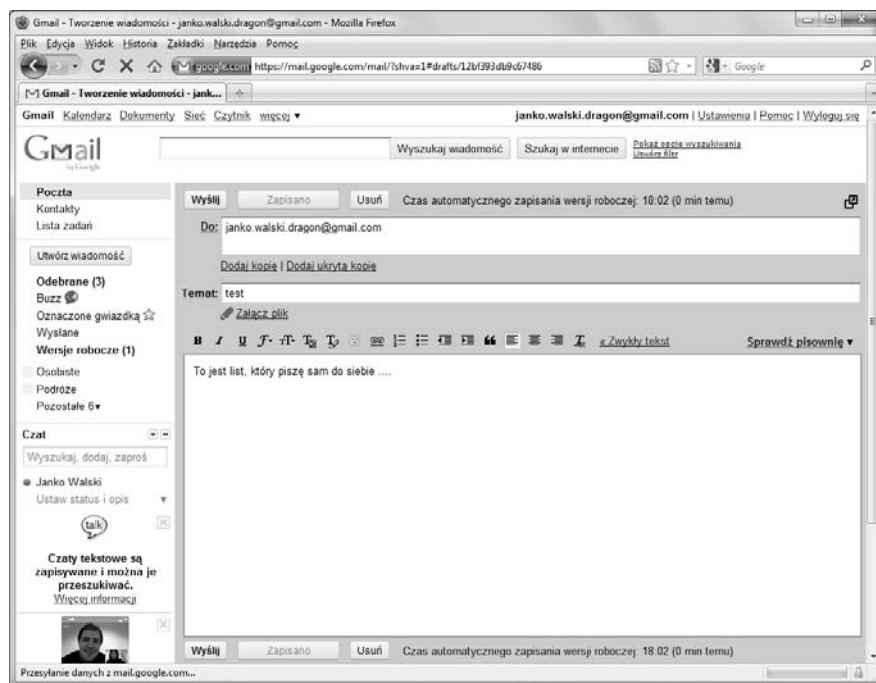 Gmail - Tworzenie wiadomości - janko.walski.dragon@gmail.com - Mozilla Firefox
Plik Edycja Widok Historia Zakładki Narzędzia Pomoc
google.com https://mail.google.com/mail/?shva=1#drafts/12bf393db9c67486 Google
Gmail - Tworzenie wiadomości - jank...
Gmail Kalendarz Dokumenty Sieć Czytnik więcej ▼ janko.walski.dragon@gmail.com | Ustawienia | Pomoc | Wyloguj się
Gmail by Google Wyszukaj wiadomość Szukaj w internecie Pokaż opcje wyszukiwania
Utwórz filtr
Poczta
Kontakty
Lista zadań
Utwórz wiadomość
Odebrane (3)
Buzz
Oznaczone gwiazdką
Wysłane
Wersje robocze (1)
Osobiste
Podróże
Pozostałe 6▼
Czat
Wyszukaj, dodaj, zaproś
Janko Walski
Ustaw status i opis
talk
Czaty tekstowe są
zapisywane i można je
przeszukiwać.
Więcej informacji
Wyślij Zapisano Usuń Czas automatycznego zapisania wersji roboczej: 18:02 (0 min temu)
Do: janko.walski.dragon@gmail.com
Dodaj kopię | Dodaj ukrytą kopię
Temat: test
Załącz plik
B I U « Zwykły tekst Sprawdź pisownię ▼
To jest list, który piszę sam do siebie ....
Wyślij Zapisano Usuń Czas automatycznego zapisania wersji roboczej: 18:02 (0 min temu)
Przesyłanie danych z mail.google.com...